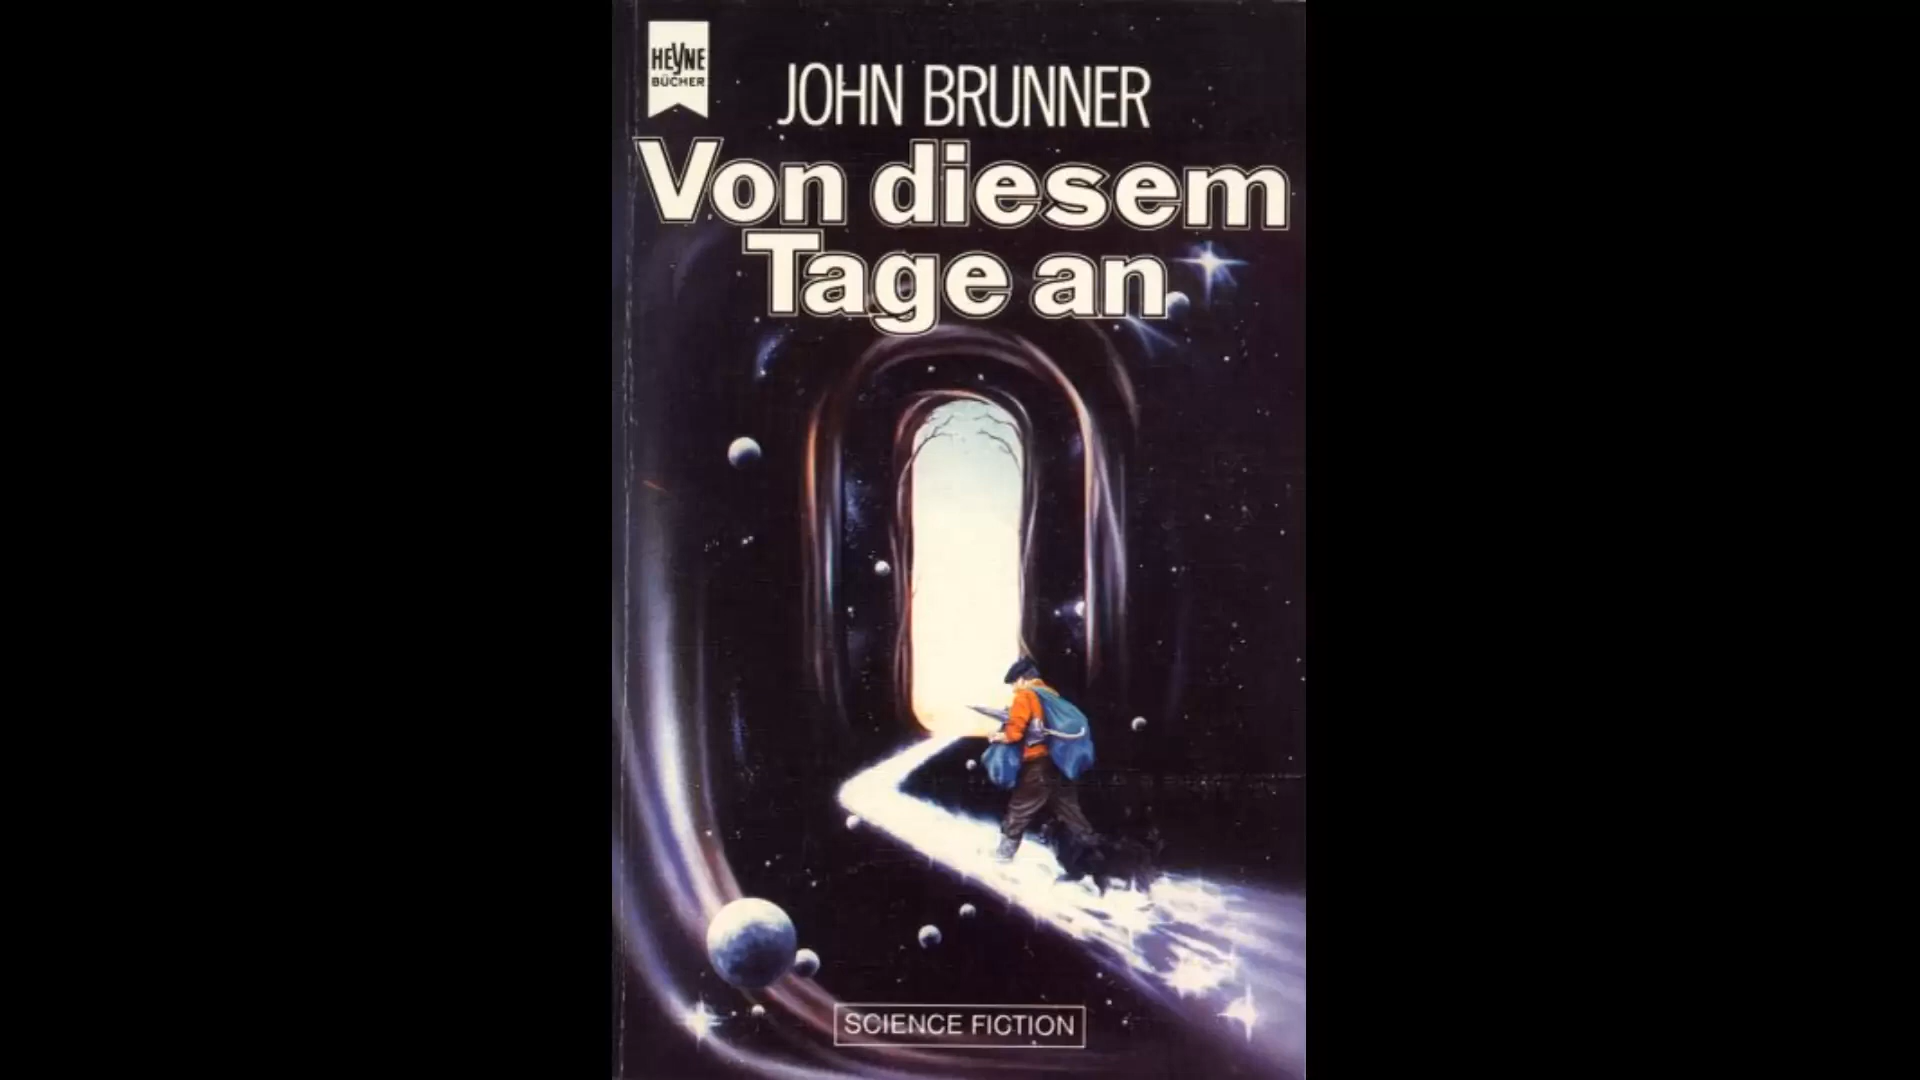 HEYNE
BÜCHER
JOHN BRUNNER
Von diesem
Tage an
SCIENCE FICTION